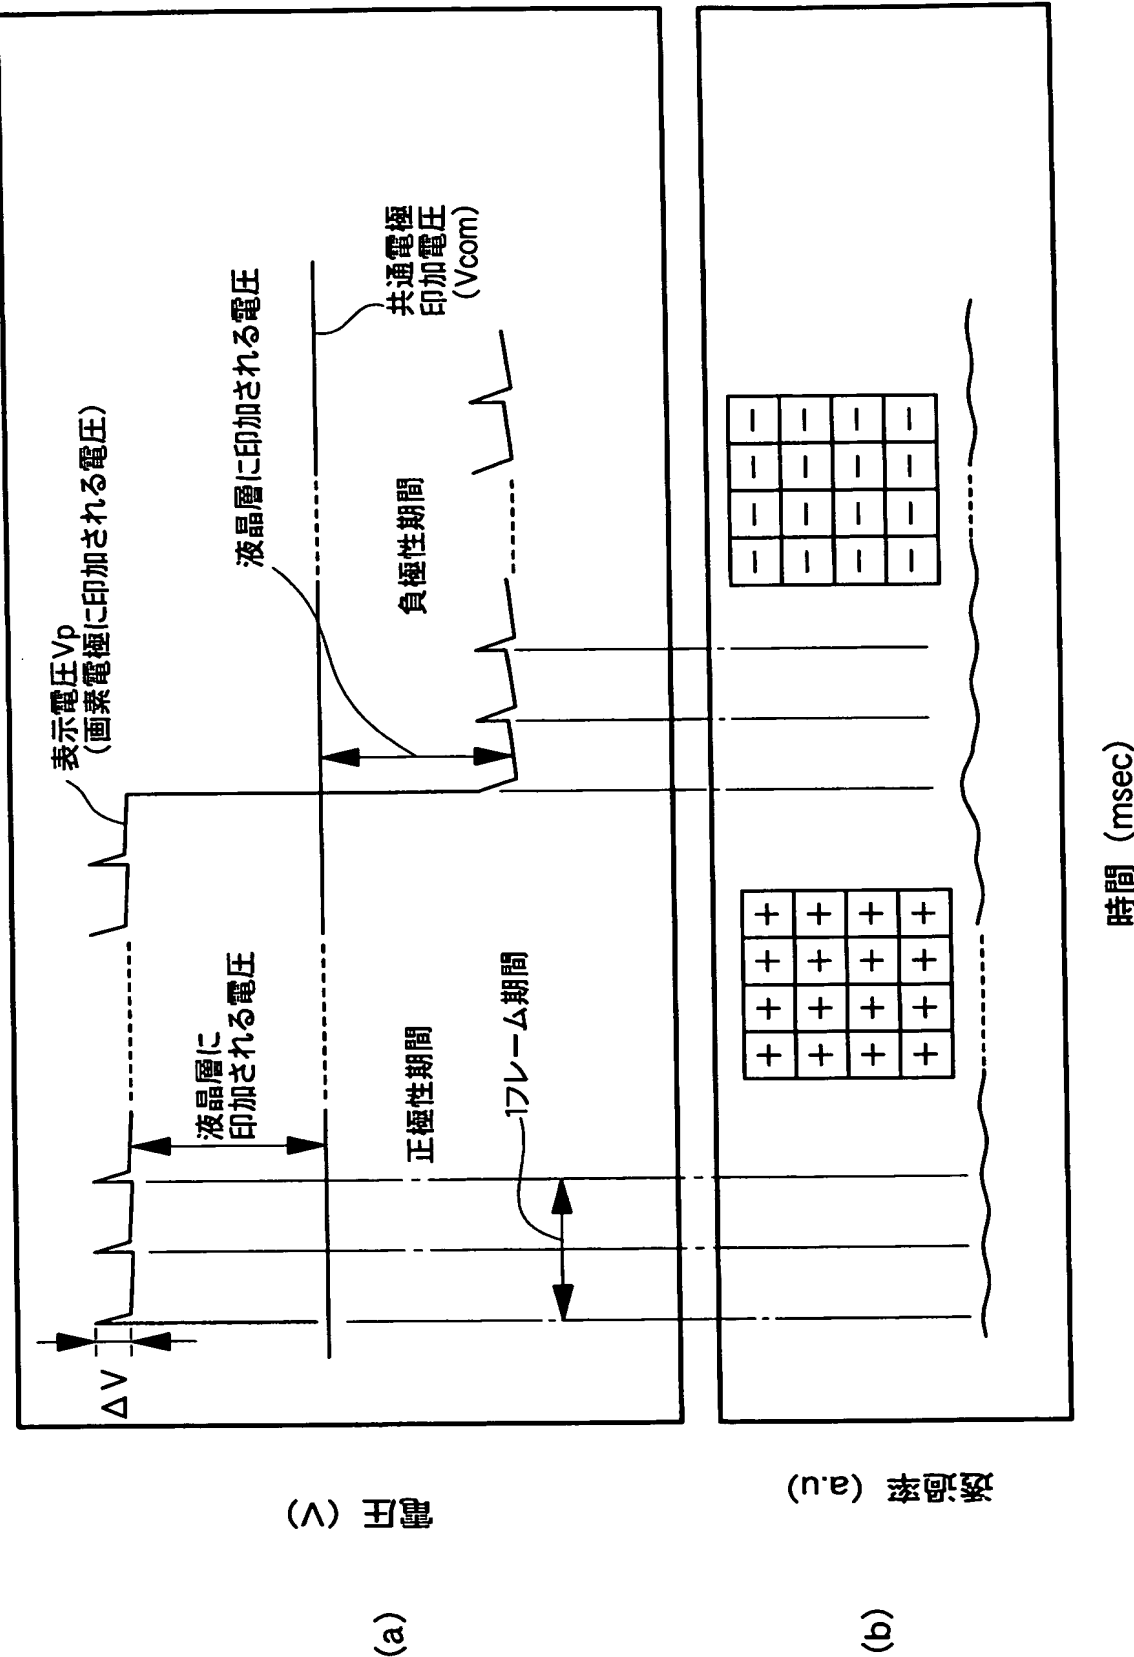 (a)
電圧 (V)
ΔV
表示電圧Vp
(画素電極に印加される電圧)
液晶層に
印加される電圧
液晶層に印加される電圧
共通電極
印加電圧
(Vcom)
正極性期間
負極性期間
1フレーム期間
(b)
透過率 (a.u)
+ + + +
+ + + +
+ + + +
+ + + +
− − − −
− − − −
− − − −
− − − −
時間 (msec)